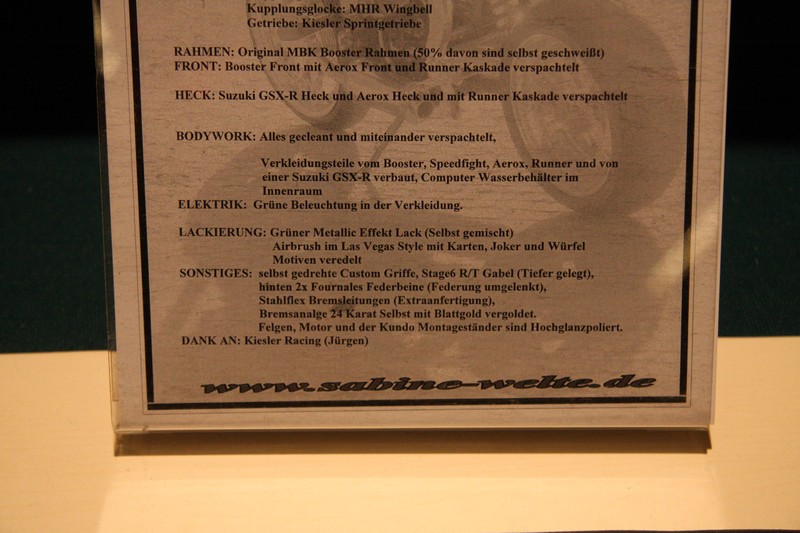 Kupplungsglocke: MHR Wingbell
Getriebe: Kiesler Sprintgetriebe
RAHMEN: Original MBK Booster Rahmen (50% davon sind selbst geschweißt)
FRONT: Booster Front mit Aerox Front und Runner Kaskade verspachtelt
HECK: Suzuki GSX-R Heck und Aerox Heck und mit Runner Kaskade verspachtelt
BODYWORK: Alles gecleant und miteinander verspachtelt,
Verkleidungsteile vom Booster, Speedfight, Aerox, Runner und von
einer Suzuki GSX-R verbaut, Computer Wasserbehälter im
Innenraum
ELEKTRIK: Grüne Beleuchtung in der Verkleidung.
LACKIERUNG: Grüner Metallic Effekt Lack (Selbst gemischt)
Airbrush im Las Vegas Style mit Karten, Joker und Würfel
Motiven veredelt
SONSTIGES: selbst gedrehte Custom Griffe, Stage6 R/T Gabel (Tiefer gelegt),
hinten 2x Fournales Federbeine (Federung umgelenkt),
Stahlflex Bremsleitungen (Extraanfertigung),
Bremsanalge 24 Karat Selbst mit Blattgold vergoldet.
Felgen, Motor und der Kundo Montageständer sind Hochglanzpoliert.
DANK AN: Kiesler Racing (Jürgen)
www.sabine-welte.de